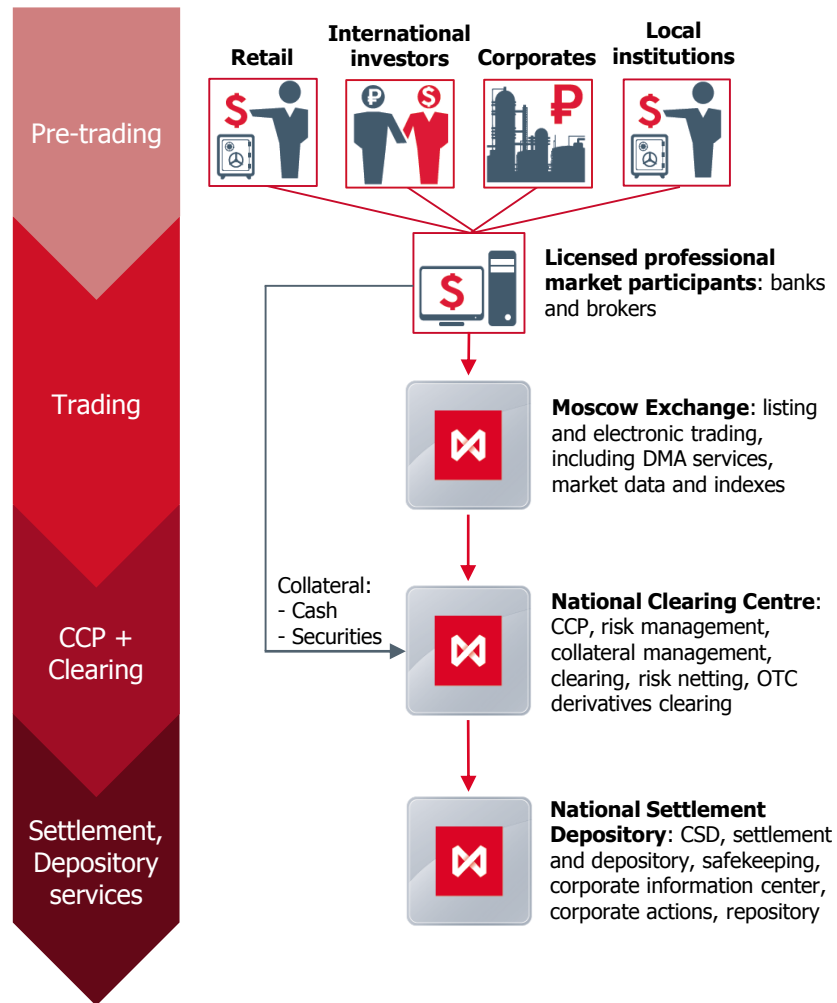 Retail
International
investors
Corporates
Local
institutions
$
₽
$
₽
$
Pre-trading
$
Licensed professional
market participants: banks
and brokers
Trading
Moscow Exchange: listing
and electronic trading,
including DMA services,
market data and indexes
Collateral:
- Cash
- Securities
CCP +
Clearing
National Clearing Centre:
CCP, risk management,
collateral management,
clearing, risk netting, OTC
derivatives clearing
Settlement,
Depository
services
National Settlement
Depository: CSD, settlement
and depository, safekeeping,
corporate information center,
corporate actions, repository